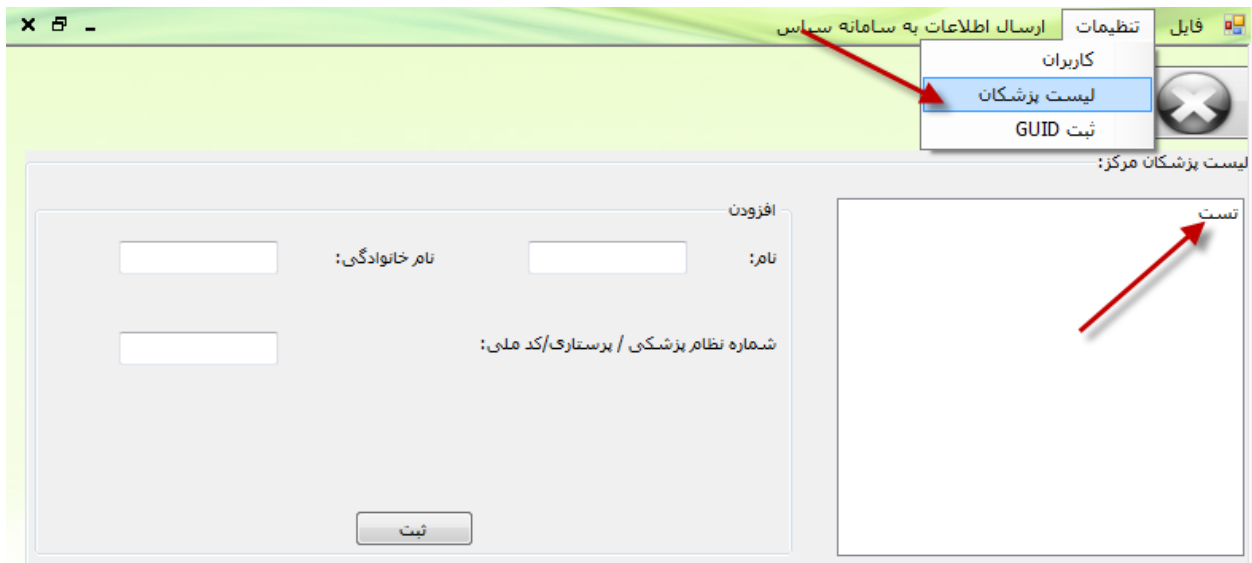 فایل تنظیمات ارسال اطلاعات به سامانه سپاس
کاربران
لیست پزشکان
ثبت GUID
لیست پزشکان مرکز:
تست
افزودن
نام: نام خانوادگی:
شماره نظام پزشکی / پرستاری/کد ملی:
ثبت